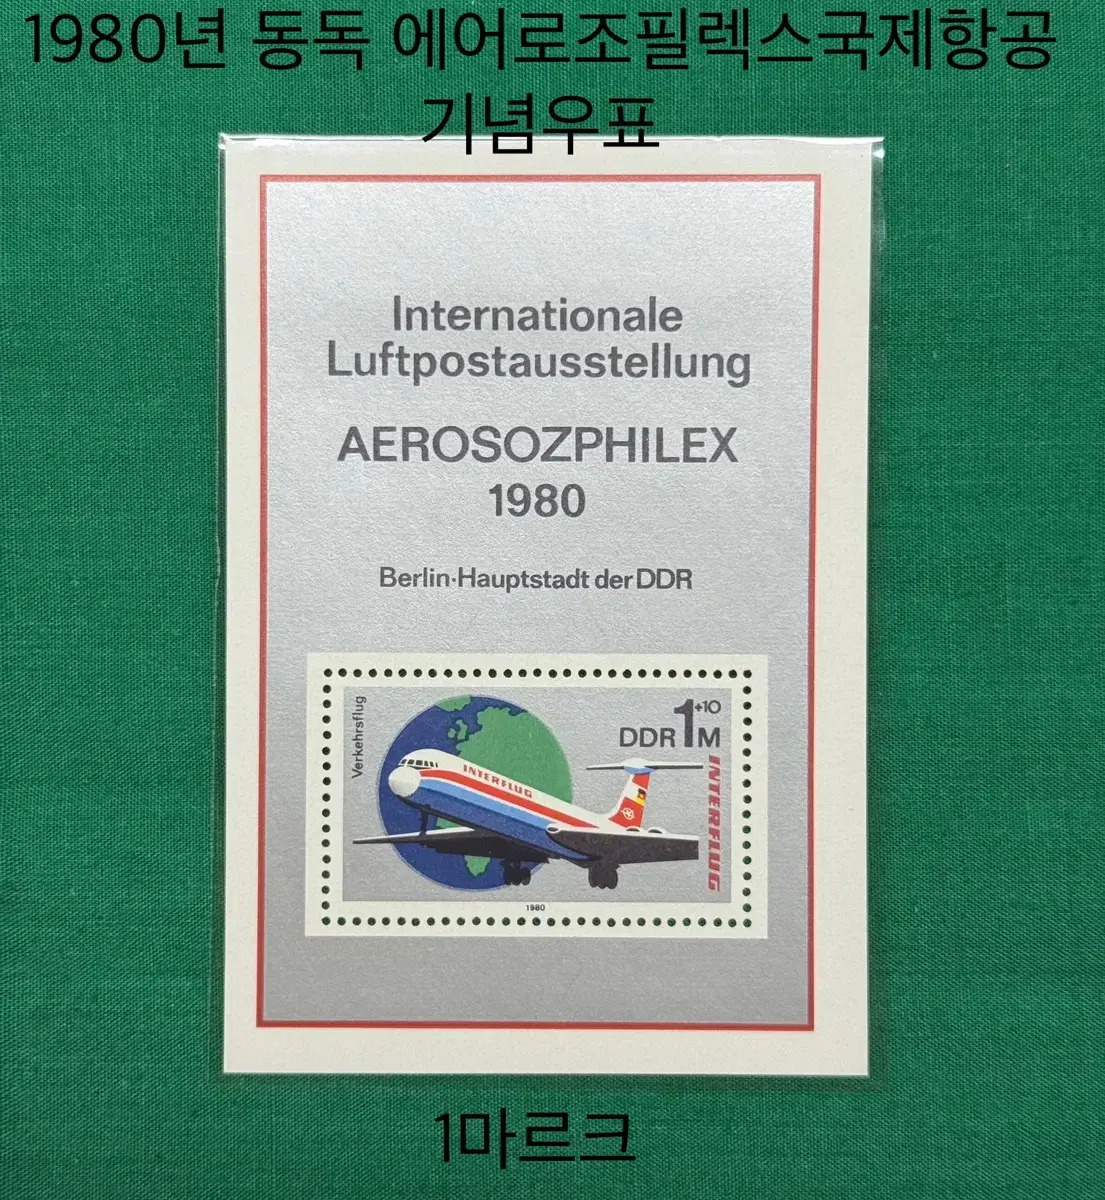 1980년 동독 에어로조필렉스국제항공
기념우표
Internationale
Luftpostausstellung
AEROSOZPHILEX
1980
Berlin·Hauptstadt der DDR
Verkehrsflug
DDR 1+10 M
INTERFLUG
INTERFLUG
1980
1마르크